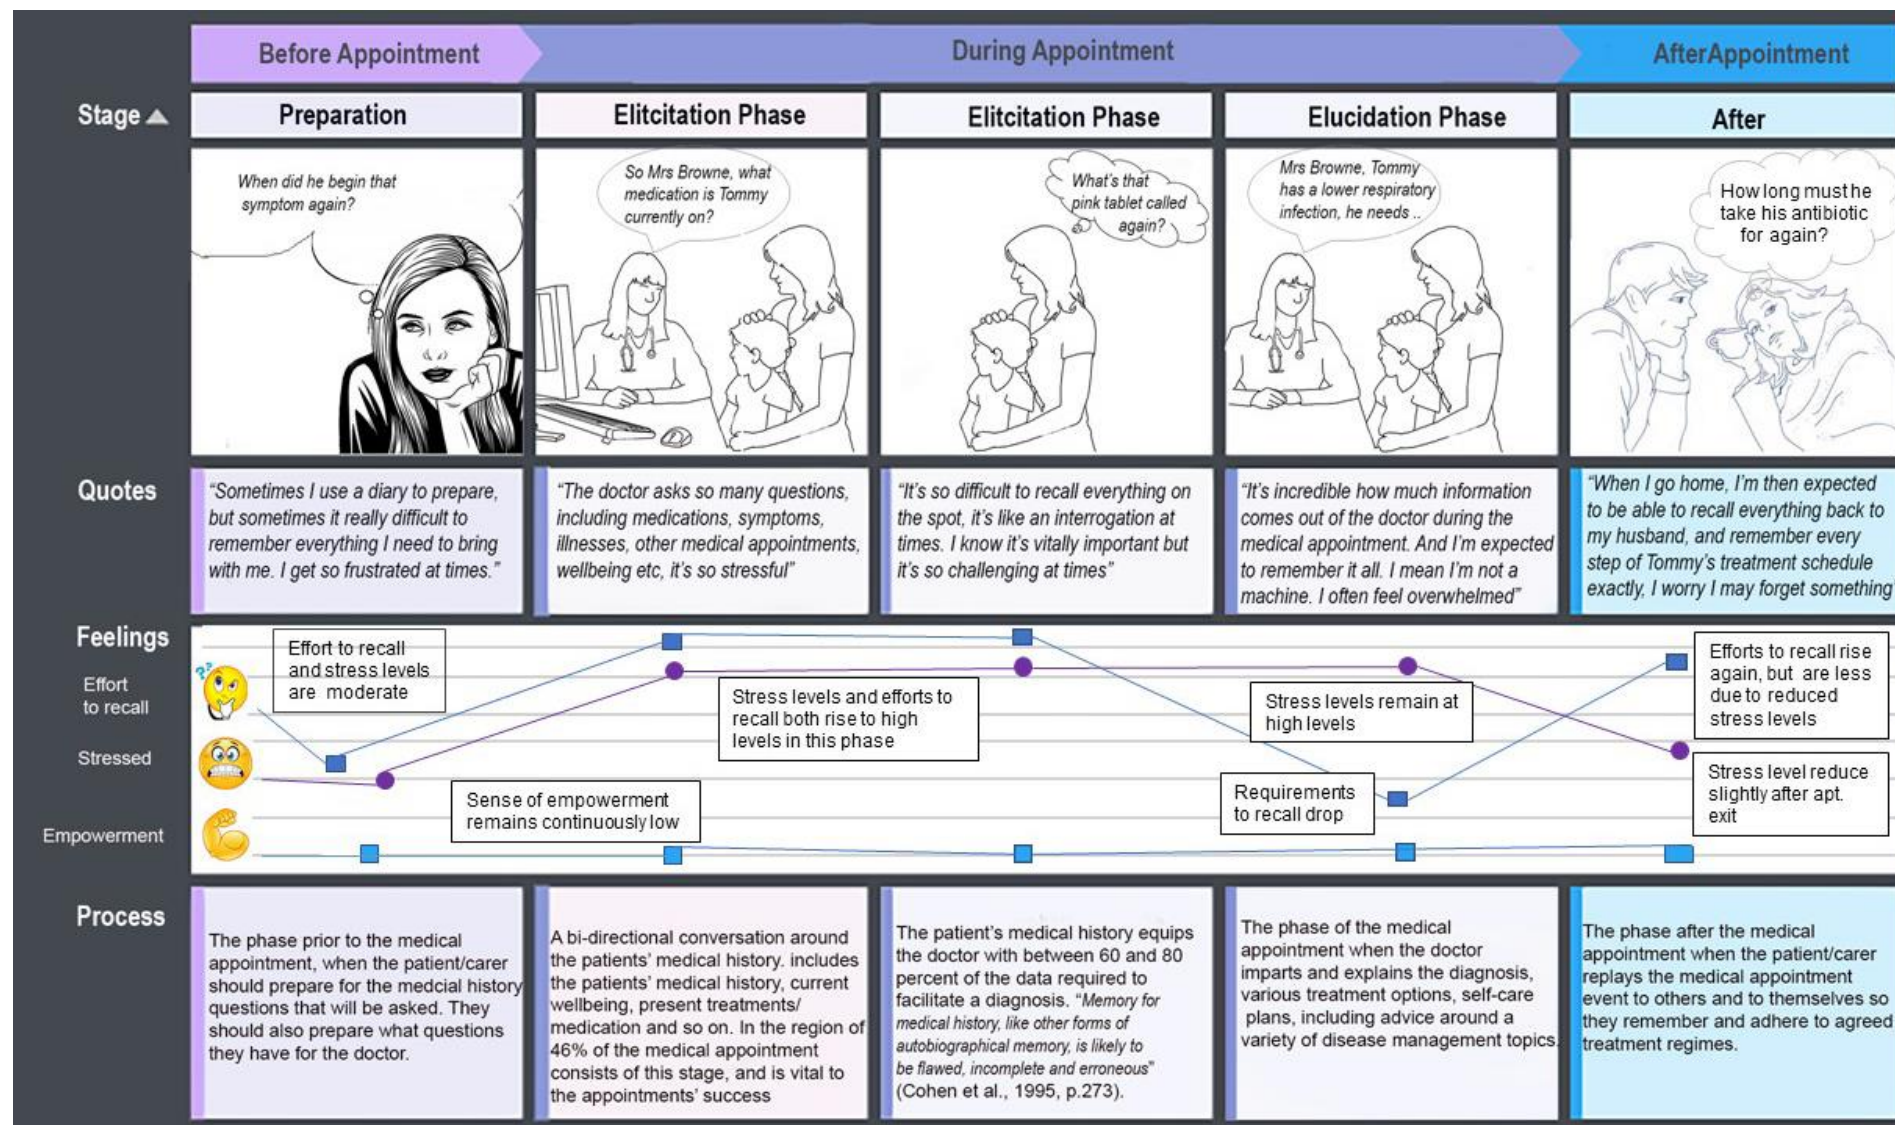 Before Appointment
During Appointment
AfterAppointment
Stage
Preparation
Elitcitation Phase
Elitcitation Phase
Elucidation Phase
After
When did he begin that
symptom again?
So Mrs Browne, what
medication is Tommy
currently on?
What's that
pink tablet called
again?
Mrs Browne, Tommy
has a lower respiratory
infection, he needs ..
How long must he
take his antibiotic
for again?
Quotes
“Sometimes I use a diary to prepare,
but sometimes it really difficult to
remember everything I need to bring
with me. I get so frustrated at times.”
“The doctor asks so many questions,
including medications, symptoms,
illnesses, other medical appointments,
wellbeing etc, it's so stressful”
“It's so difficult to recall everything on
the spot, it's like an interrogation at
times. I know it's vitally important but
it's so challenging at times”
“It's incredible how much information
comes out of the doctor during the
medical appointment. And I'm expected
to remember it all. I mean I'm not a
machine. I often feel overwhelmed”
“When I go home, I'm then expected
to be able to recall everything back to
my husband, and remember every
step of Tommy's treatment schedule
exactly, I worry I may forget something
Feelings
Effort
to recall
Stressed
Empowerment
??
Effort to recall
and stress levels
are moderate
Sense of empowerment
remains continuously low
Stress levels and efforts to
recall both rise to high
levels in this phase
Stress levels remain at
high levels
Requirements
to recall drop
Efforts to recall rise
again, but are less
due to reduced
stress levels
Stress level reduce
slightly after apt.
exit
Process
The phase prior to the medical
appointment, when the patient/carer
should prepare for the medcial history
questions that will be asked. They
should also prepare what questions
they have for the doctor.
A bi-directional conversation around
the patients' medical history. includes
the patients' medical history, current
wellbeing, present treatments/
medication and so on. In the region of
46% of the medical appointment
consists of this stage, and is vital to
the appointments' success
The patient's medical history equips
the doctor with between 60 and 80
percent of the data required to
facilitate a diagnosis. “Memory for
medical history, like other forms of
autobiographical memory, is likely to
be flawed, incomplete and erroneous”
(Cohen et al., 1995, p.273).
The phase of the medical
appointment when the doctor
imparts and explains the diagnosis,
various treatment options, self-care
plans, including advice around a
variety of disease management topics.
The phase after the medical
appointment when the patient/carer
replays the medical appointment
event to others and to themselves so
they remember and adhere to agreed
treatment regimes.